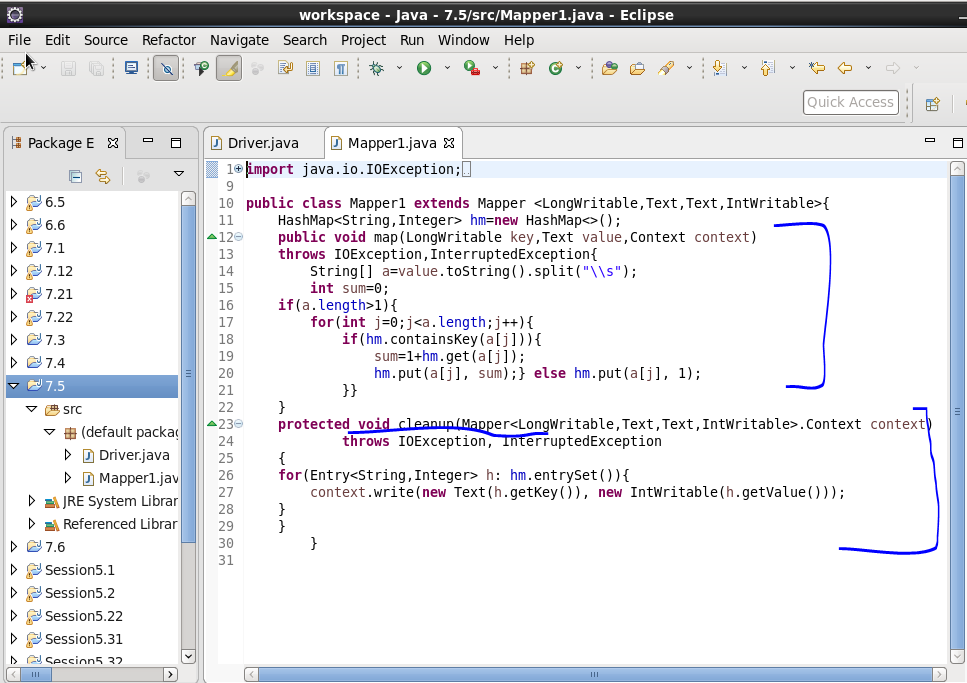 workspace - Java - 7.5/src/Mapper1.java - Eclipse
File Edit Source Refactor Navigate Search Project Run Window Help
Quick Access
Package E
Driver.java Mapper1.java
6.5
6.6
7.1
7.12
7.21
7.22
7.3
7.4
7.5
src
(default packag
Driver.java
Mapper1.jav
JRE System Librar
Referenced Librar
7.6
Session5.1
Session5.2
Session5.22
Session5.31
Session5.32
1 import java.io.IOException;
9
10 public class Mapper1 extends Mapper <LongWritable,Text,Text,IntWritable>{
11 HashMap<String,Integer> hm=new HashMap<>();
12 public void map(LongWritable key,Text value,Context context)
13 throws IOException,InterruptedException{
14 String[] a=value.toString().split("\\s");
15 int sum=0;
16 if(a.length>1){
17 for(int j=0;j<a.length;j++){
18 if(hm.containsKey(a[j])){
19 sum=1+hm.get(a[j]);
20 hm.put(a[j], sum);} else hm.put(a[j], 1);
21 }}
22 }
23 protected void cleanup(Mapper<LongWritable,Text,Text,IntWritable>.Context context)
24 throws IOException, InterruptedException
25 {
26 for(Entry<String,Integer> h: hm.entrySet()){
27 context.write(new Text(h.getKey()), new IntWritable(h.getValue()));
28 }
29 }
30 }
31